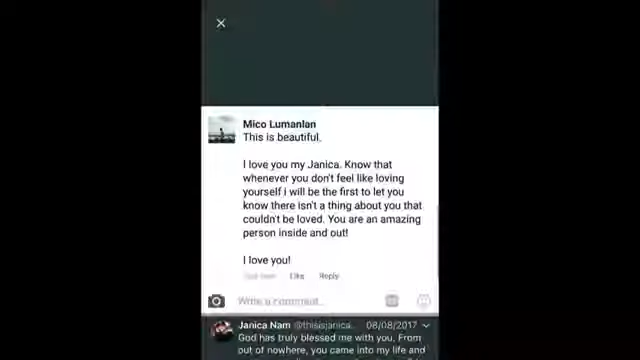 Mico Lumanlan
This is beautiful.
I love you my Janica. Know that
whenever you don't feel like loving
yourself i will be the first to let you
know there isn't a thing about you that
couldn't be loved. You are an amazing
person inside and out!
I love you!
Just now Like Reply
Write a comment...
Janica Nam @thisisjanica... 08/08/2017
God has truly blessed me with you. From
out of nowhere, you came into my life and